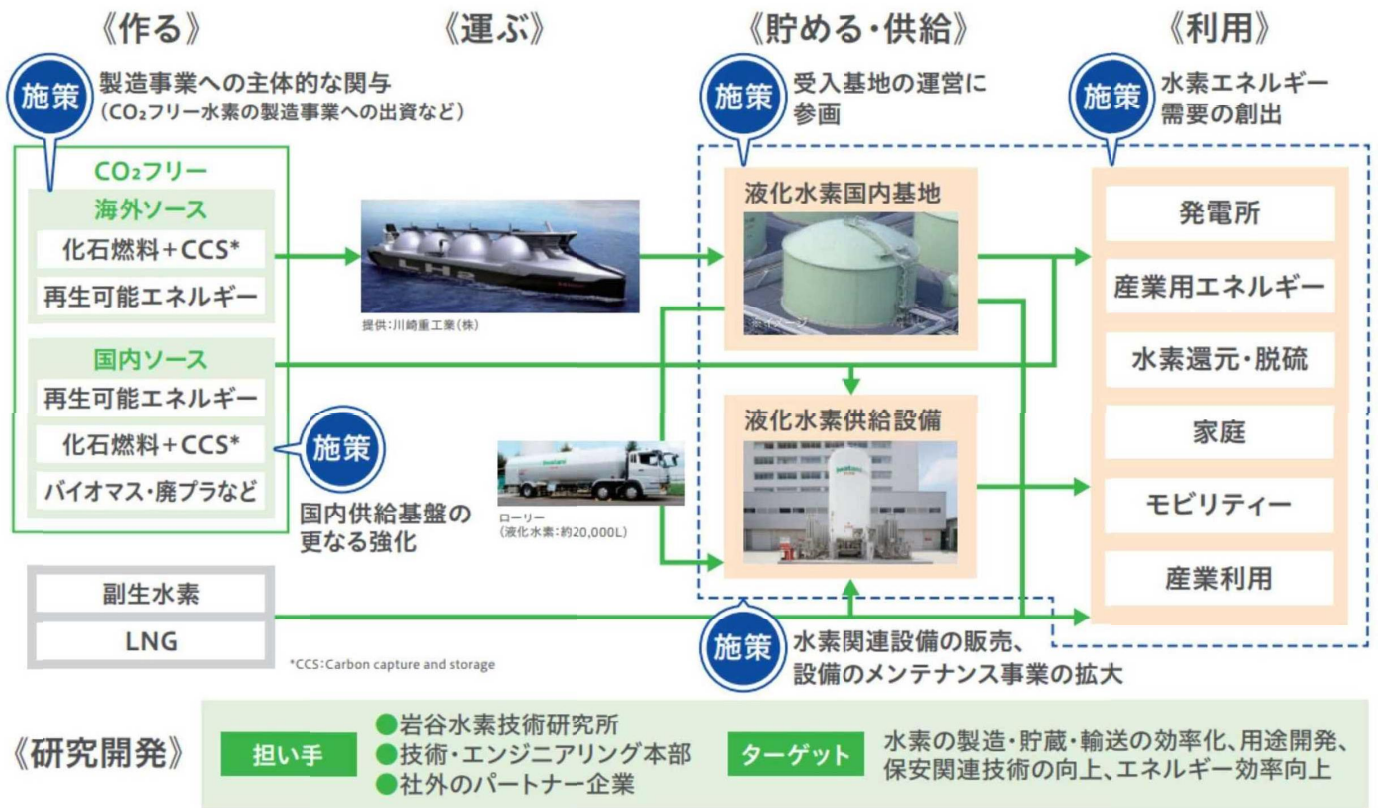 《作る》
《運ぶ》
《貯める・供給》
《利用》
施策
製造事業への主体的な関与
(CO₂フリー水素の製造事業への出資など)
施策
受入基地の運営に
参画
施策
水素エネルギー
需要の創出
CO₂フリー
海外ソース
化石燃料+CCS*
再生可能エネルギー
国内ソース
再生可能エネルギー
化石燃料+CCS*
バイオマス・廃プラなど
施策
国内供給基盤の
更なる強化
副生水素
LNG
*CCS:Carbon capture and storage
LH2
提供:川崎重工業(株)
Iwatani
ローリー
(液化水素:約20,000L)
液化水素国内基地
液化水素供給設備
Iwatani
発電所
産業用エネルギー
水素還元・脱硫
家庭
モビリティー
産業利用
施策
水素関連設備の販売、
設備のメンテナンス事業の拡大
《研究開発》
担い手
●岩谷水素技術研究所
●技術・エンジニアリング本部
●社外のパートナー企業
ターゲット
水素の製造・貯蔵・輸送の効率化、用途開発、
保安関連技術の向上、エネルギー効率向上